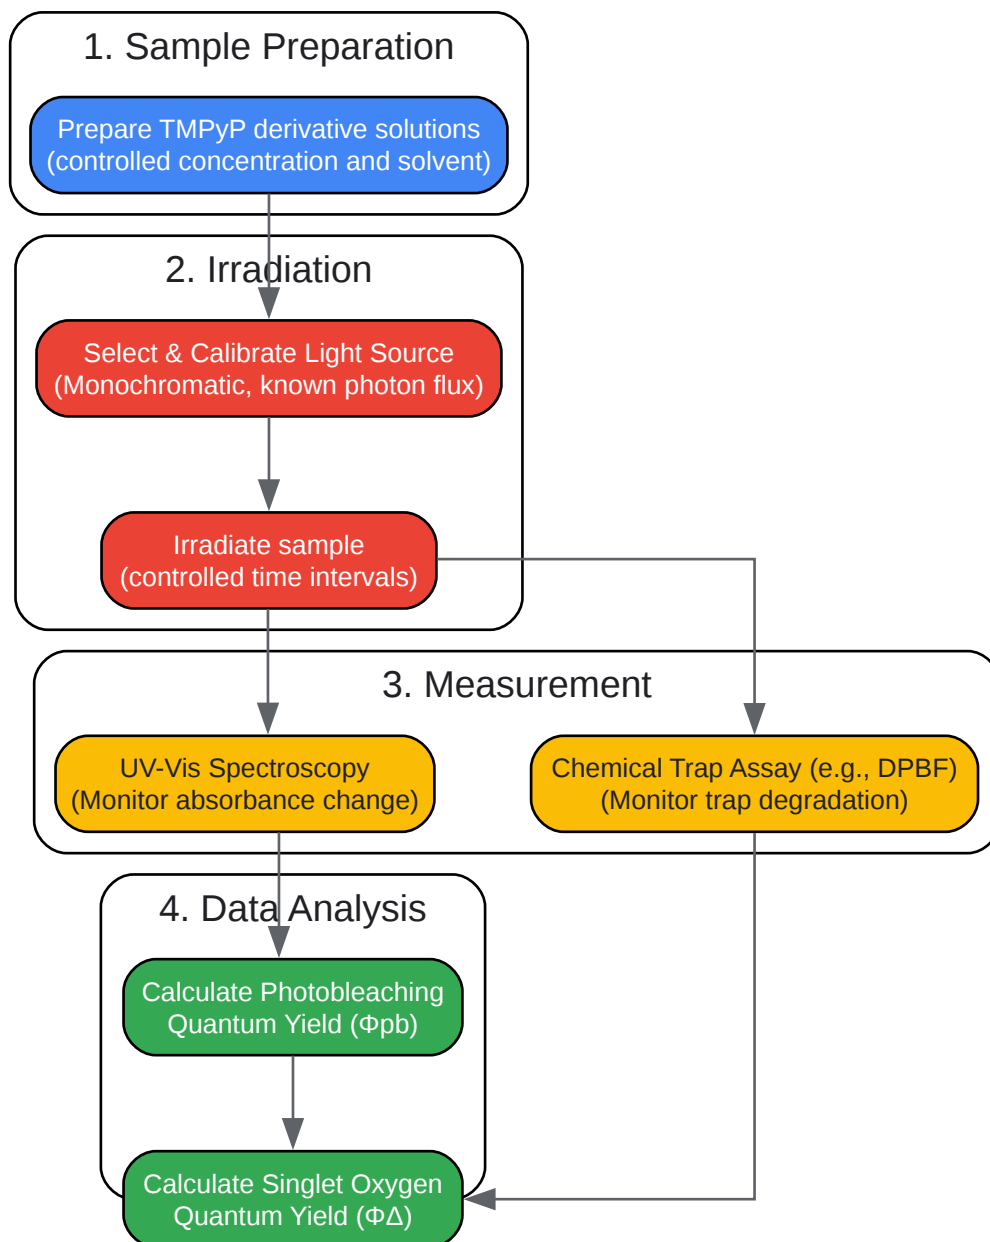 1. Sample Preparation
Prepare TMPyP derivative solutions
(controlled concentration and solvent)
2. Irradiation
Select & Calibrate Light Source
(Monochromatic, known photon flux)
Irradiate sample
(controlled time intervals)
3. Measurement
UV-Vis Spectroscopy
(Monitor absorbance change)
Chemical Trap Assay (e.g., DPBF)
(Monitor trap degradation)
4. Data Analysis
Calculate Photobleaching
Quantum Yield (Φpb)
Calculate Singlet Oxygen
Quantum Yield (ΦΔ)